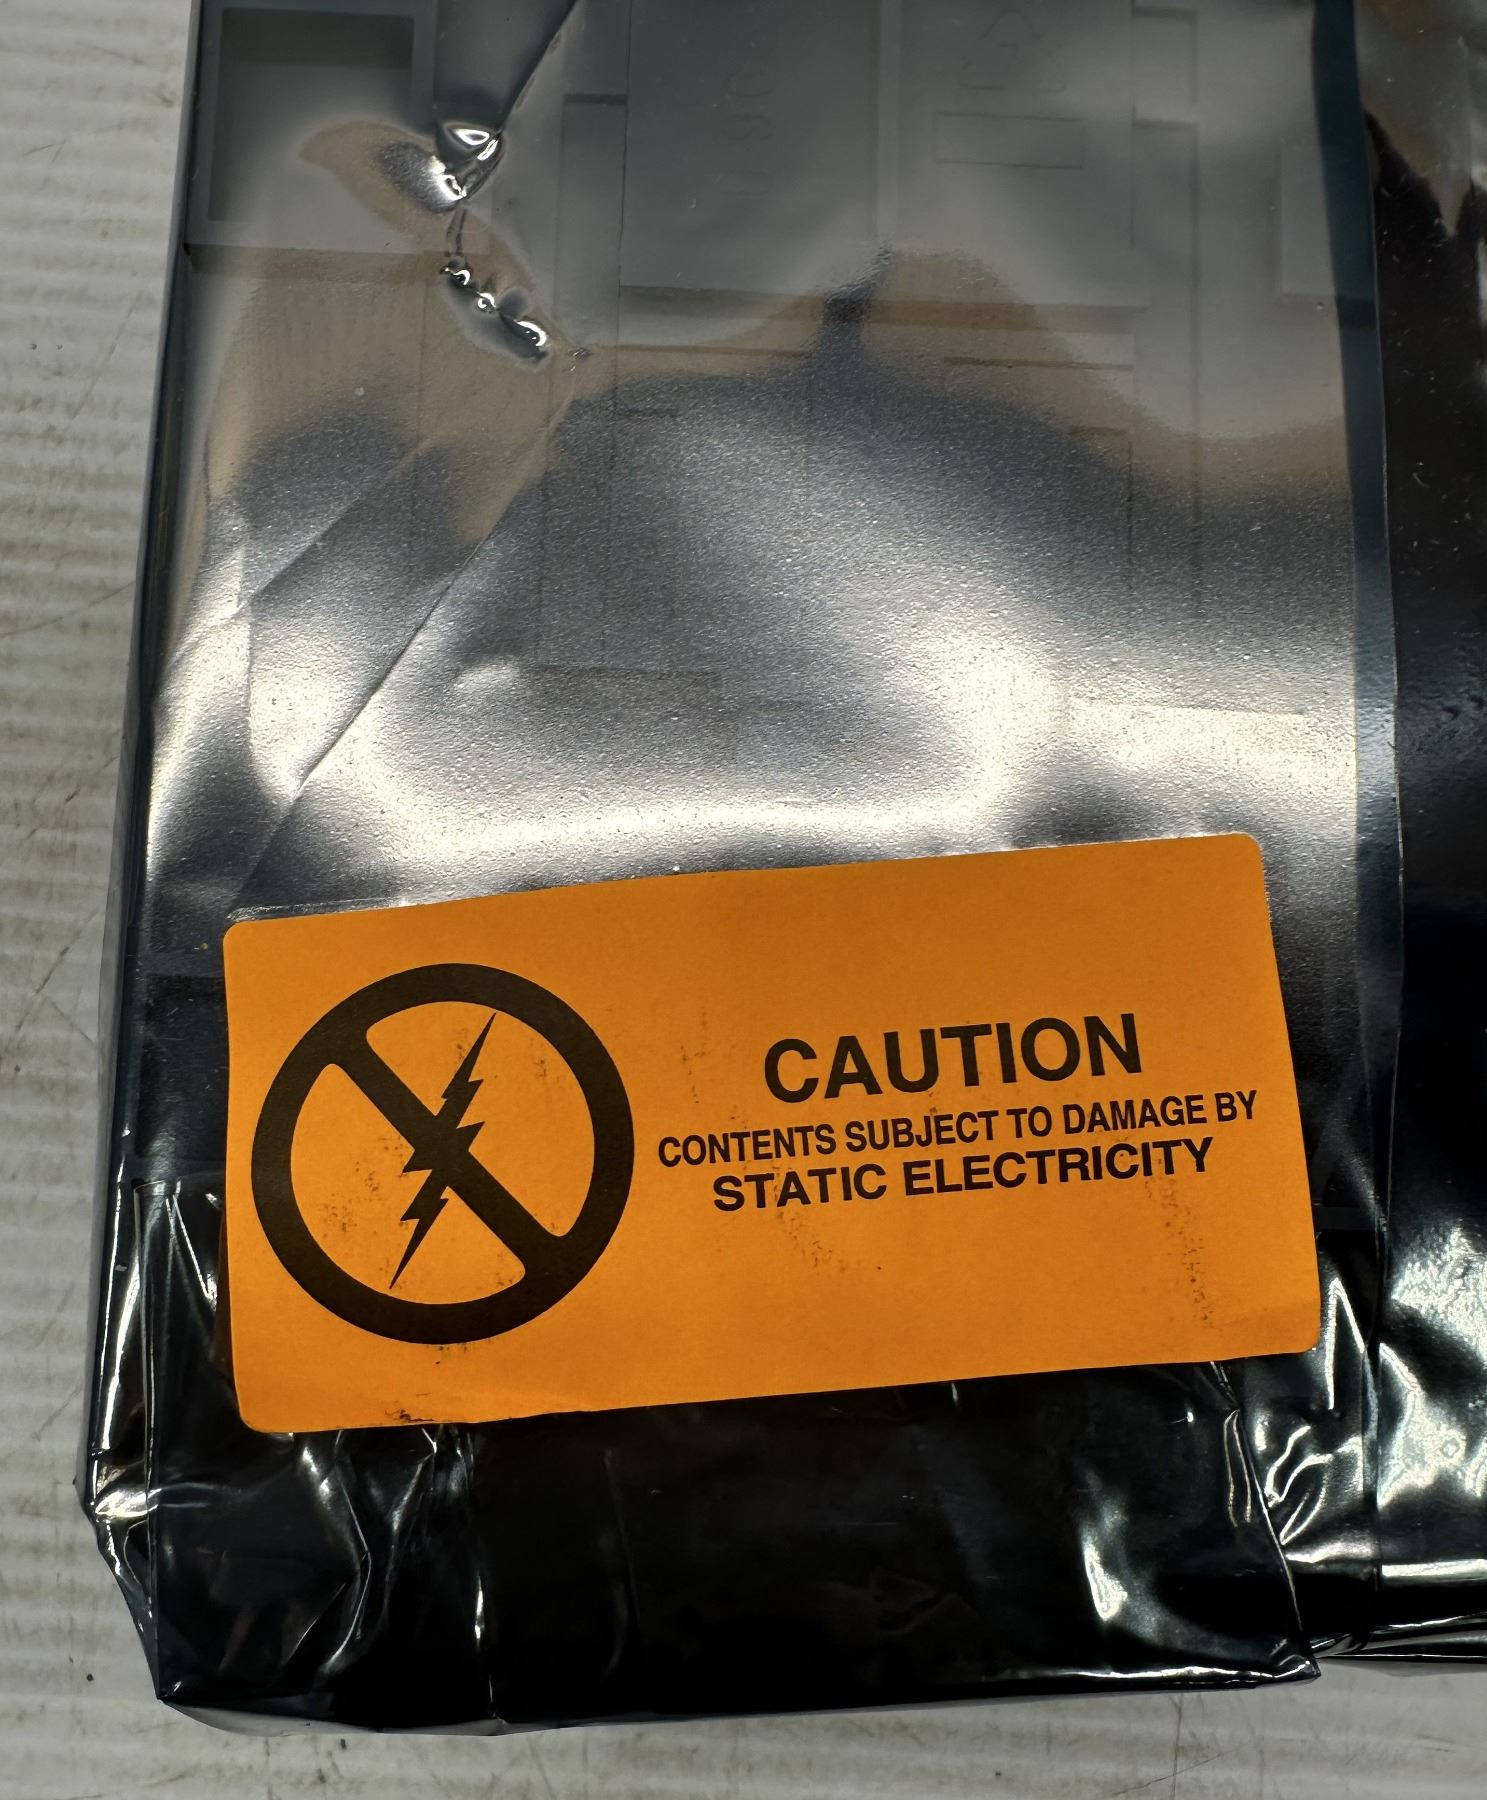 CAUTION
CONTENTS SUBJECT TO DAMAGE BY
STATIC ELECTRICITY